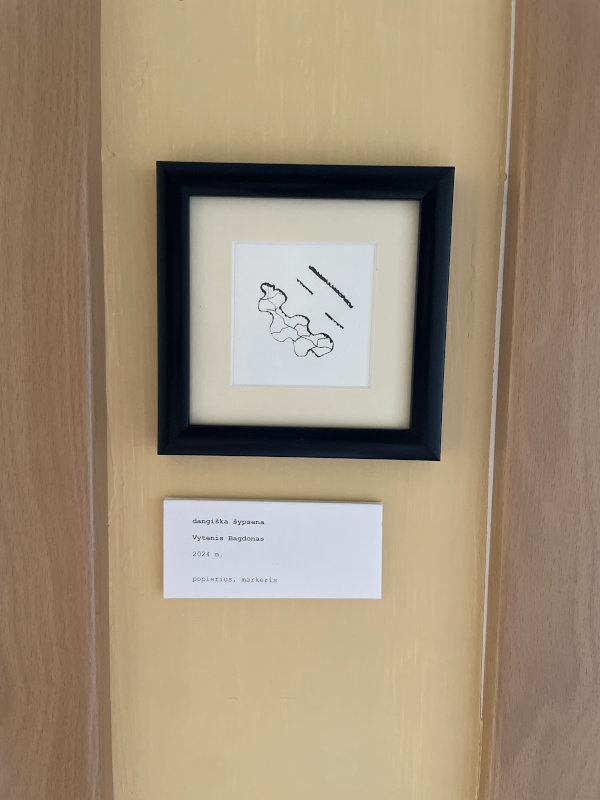 dangiška šypsena
Vytenis Bagdonas
2024 m.
popierius, markeris